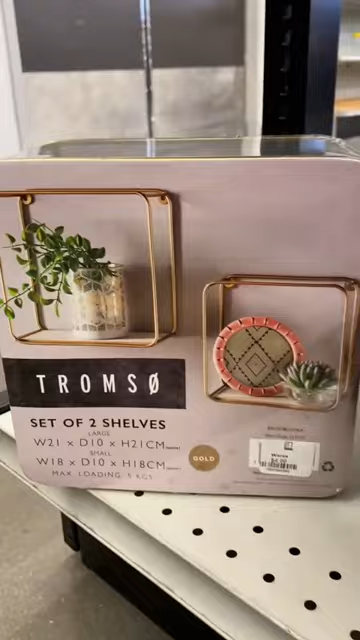 TROMSØ
SET OF 2 SHELVES
LARGE
W21 x D10 x H21CM
SMALL
W18 x D10 x H18CM
MAX. LOADING: 5 KGS
GOLD